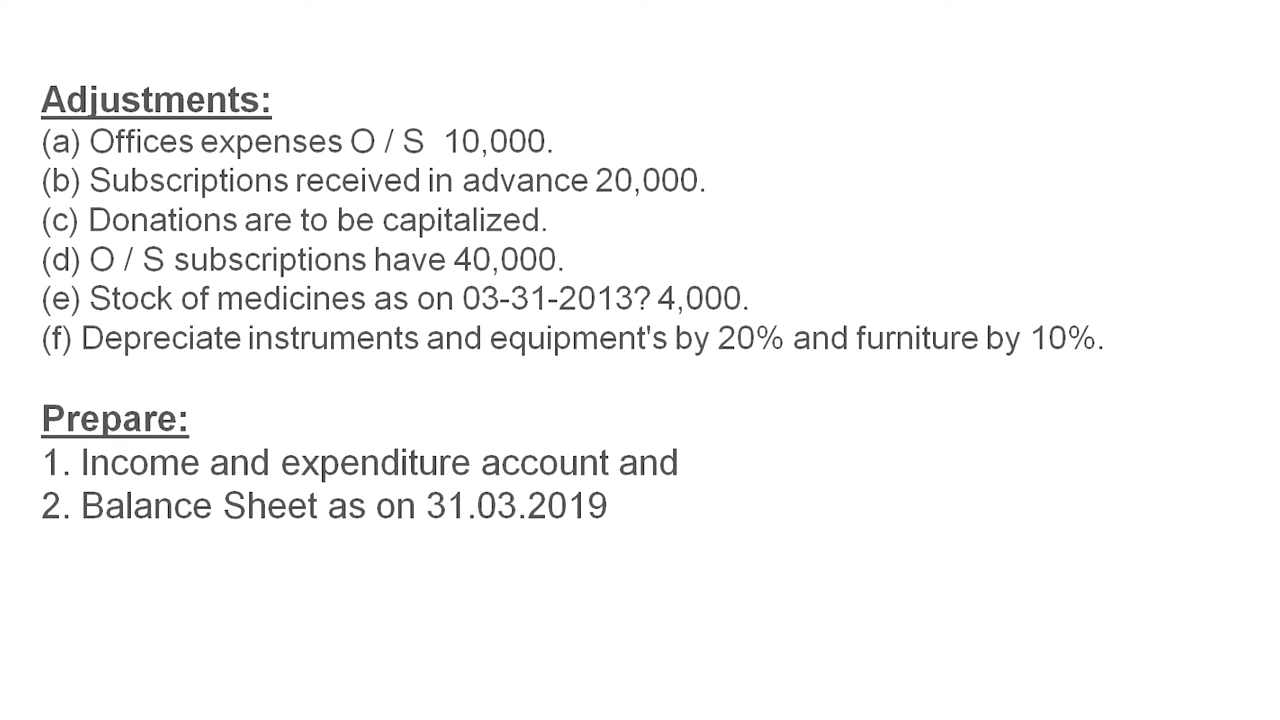 Adjustments:
(a) Offices expenses O / S  10,000.
(b) Subscriptions received in advance 20,000.
(c) Donations are to be capitalized.
(d) O / S subscriptions have 40,000.
(e) Stock of medicines as on 03-31-2013? 4,000.
(f) Depreciate instruments and equipment's by 20% and furniture by 10%.
Prepare:
1. Income and expenditure account and
2. Balance Sheet as on 31.03.2019